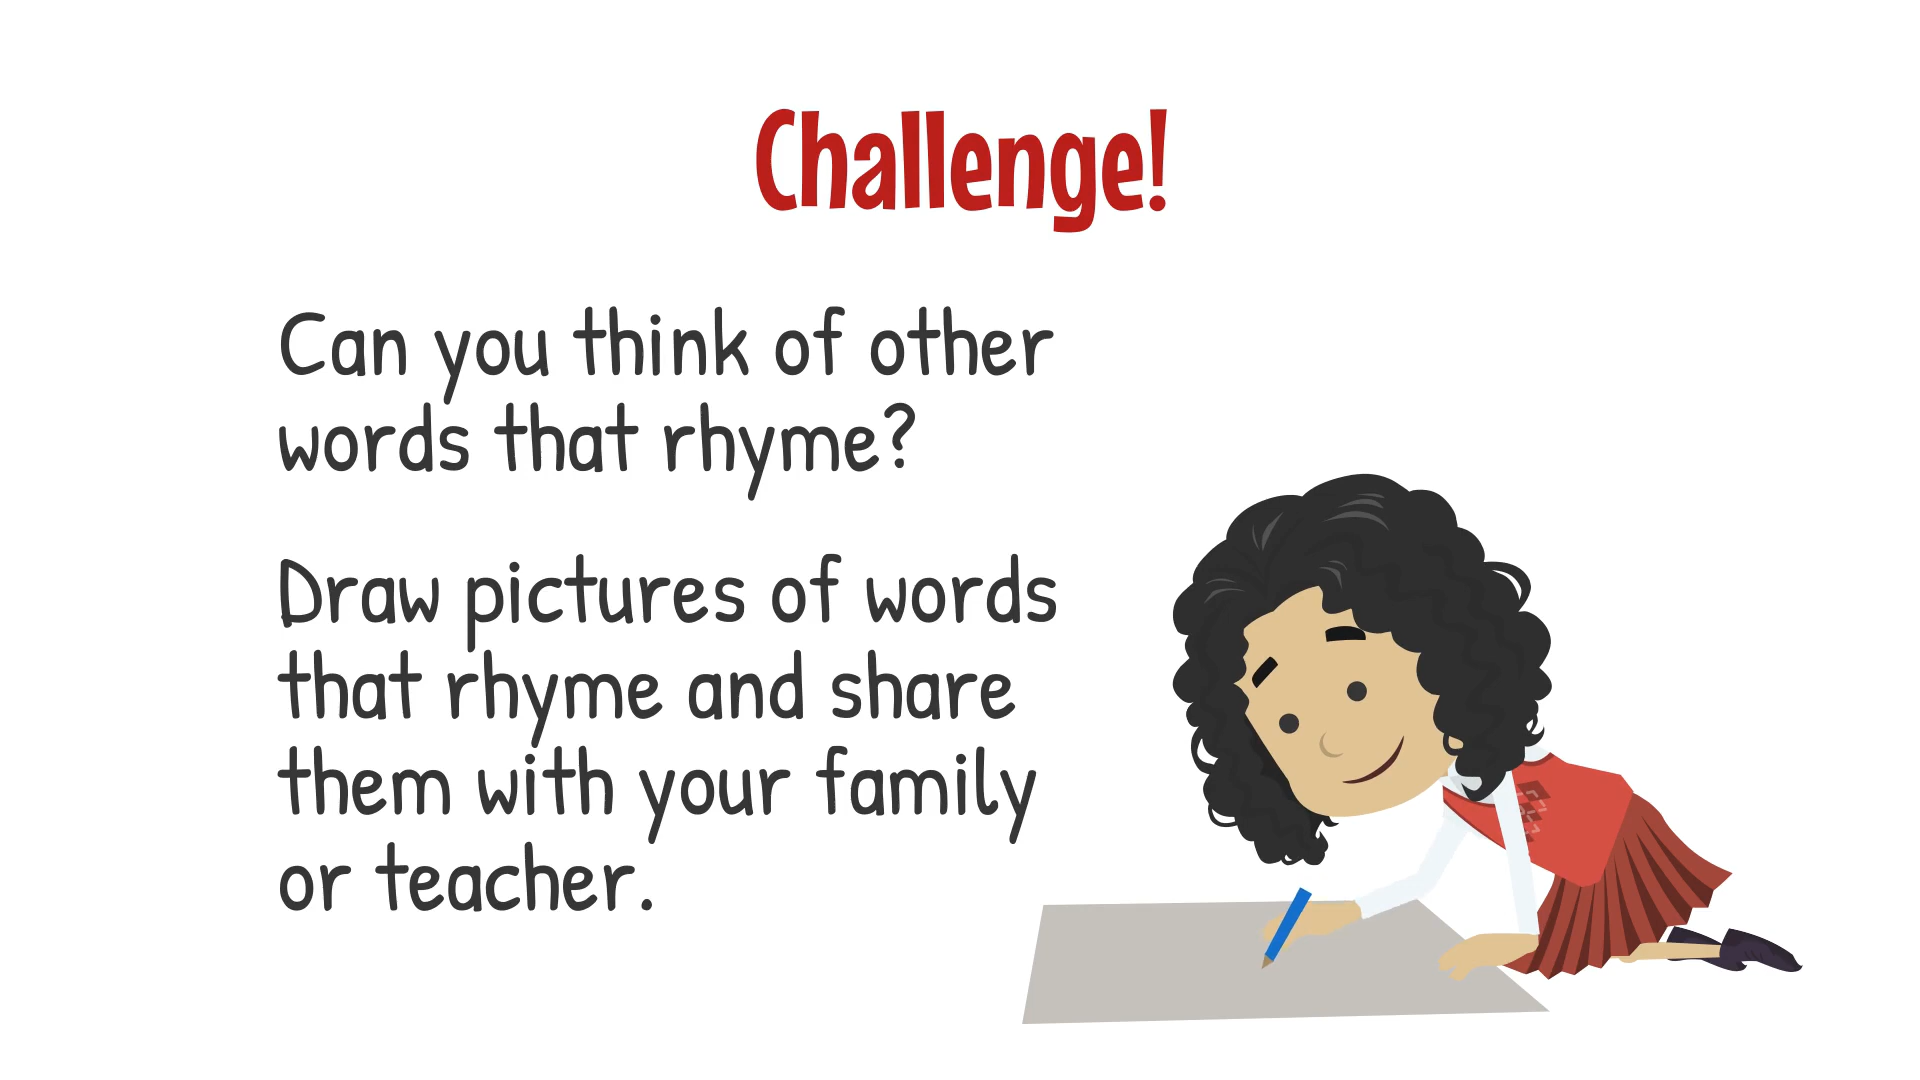 Challenge!
Can you think of other
words that rhyme?
Draw pictures of words
that rhyme and share
them with your family
or teacher.